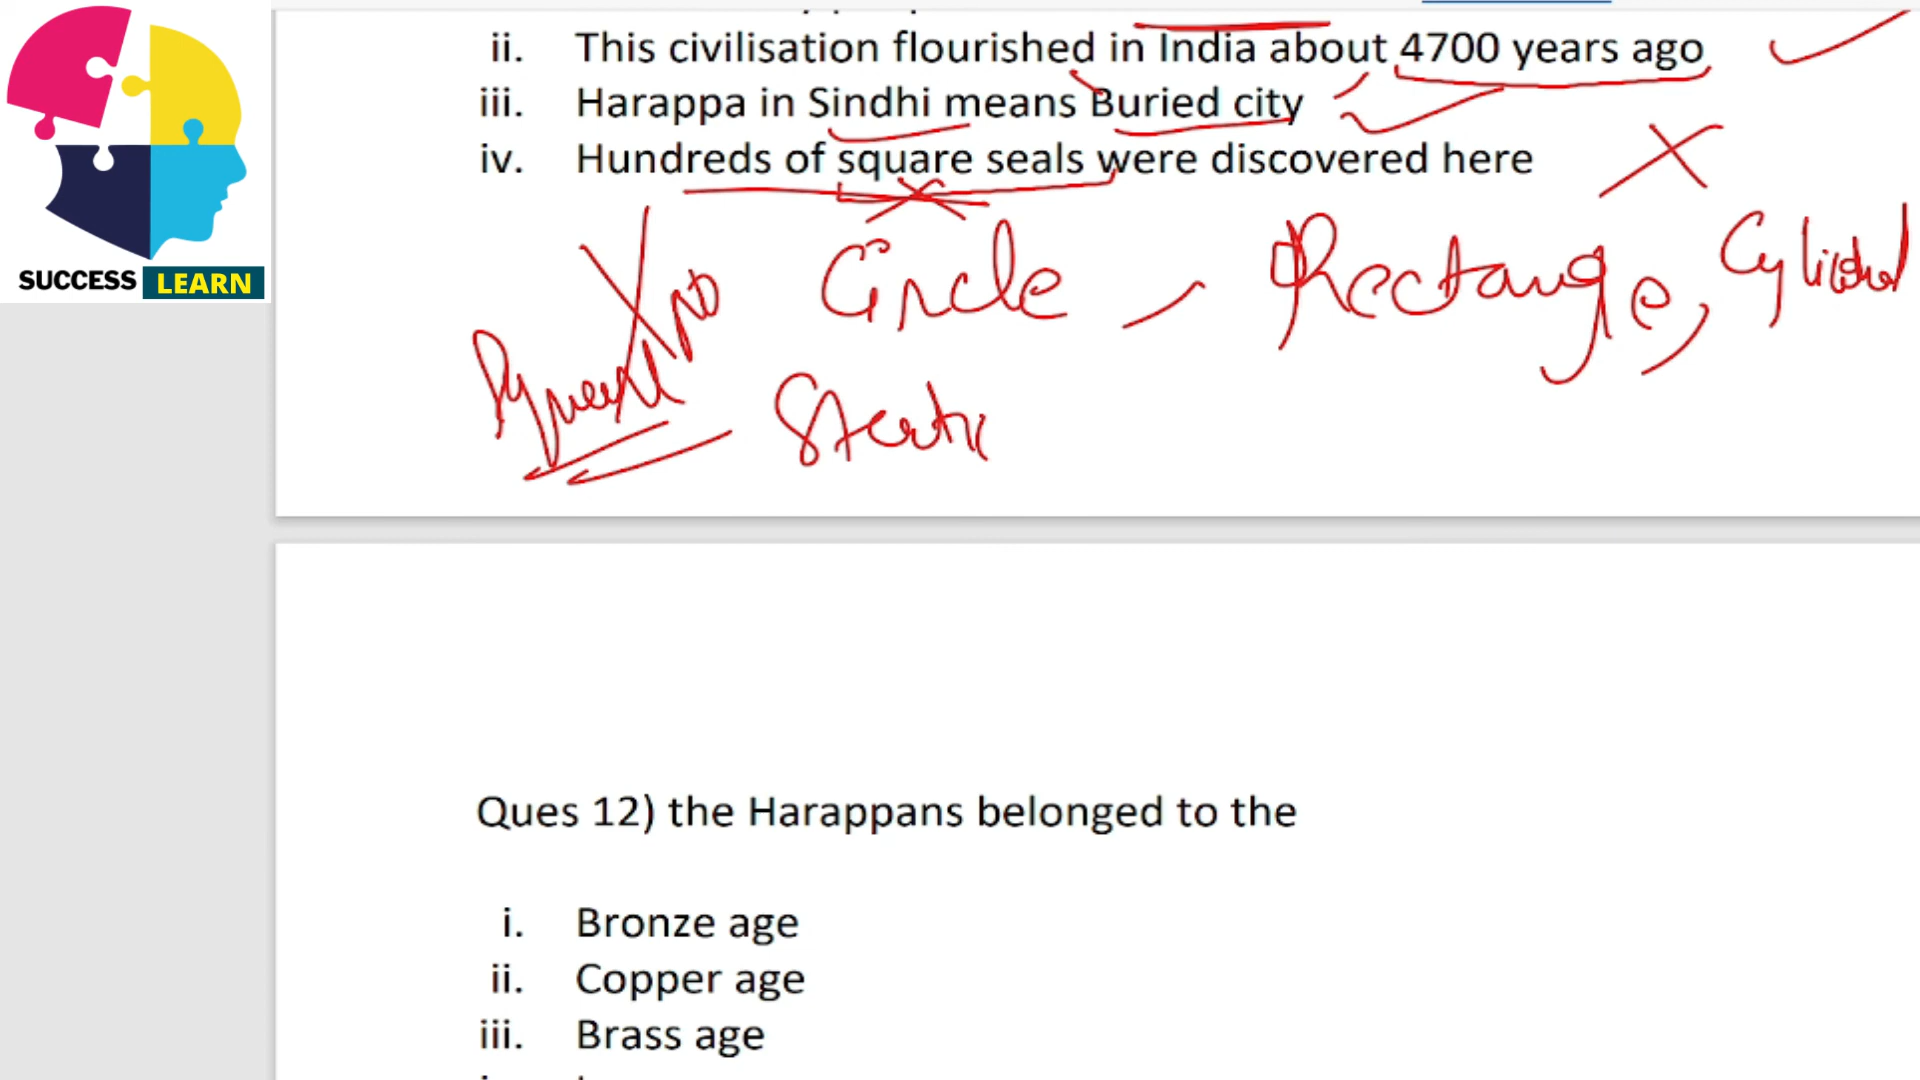 SUCCESS LEARN
ii. This civilisation flourished in India about 4700 years ago
iii. Harappa in Sindhi means Buried city
iv. Hundreds of square seals were discovered here
Circle Rectange,
Ques 12) the Harappans belonged to the
i. Bronze age
ii. Copper age
iii. Brass age